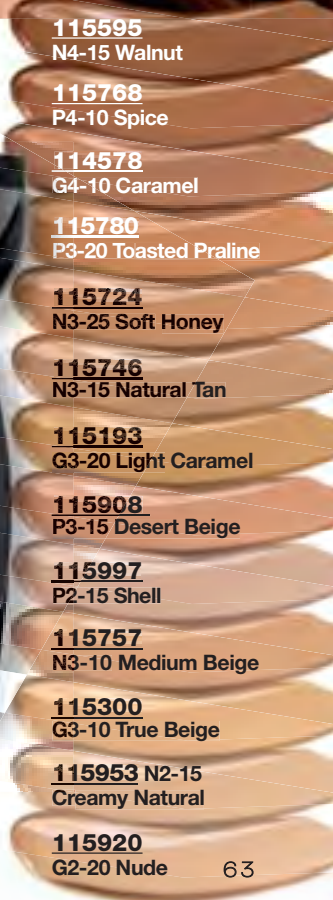 115595
N4-15 Walnut
115768
P4-10 Spice
114578
G4-10 Caramel
115780
P3-20 Toasted Praline
115724
N3-25 Soft Honey
115746
N3-15 Natural Tan
115193
G3-20 Light Caramel
115908
P3-15 Desert Beige
115997
P2-15 Shell
115757
N3-10 Medium Beige
115300
G3-10 True Beige
115953 N2-15
Creamy Natural
115920
G2-20 Nude
63